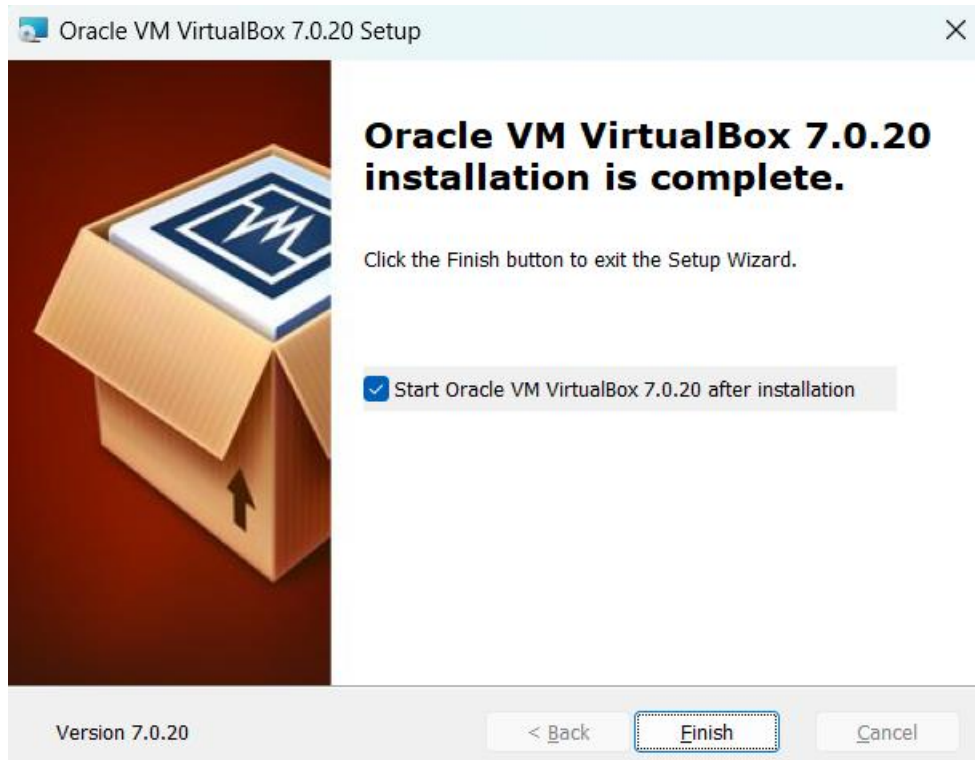 Oracle VM VirtualBox 7.0.20 Setup
Oracle VM VirtualBox 7.0.20
installation is complete.
Click the Finish button to exit the Setup Wizard.
Start Oracle VM VirtualBox 7.0.20 after installation
Version 7.0.20
< Back
Finish
Cancel